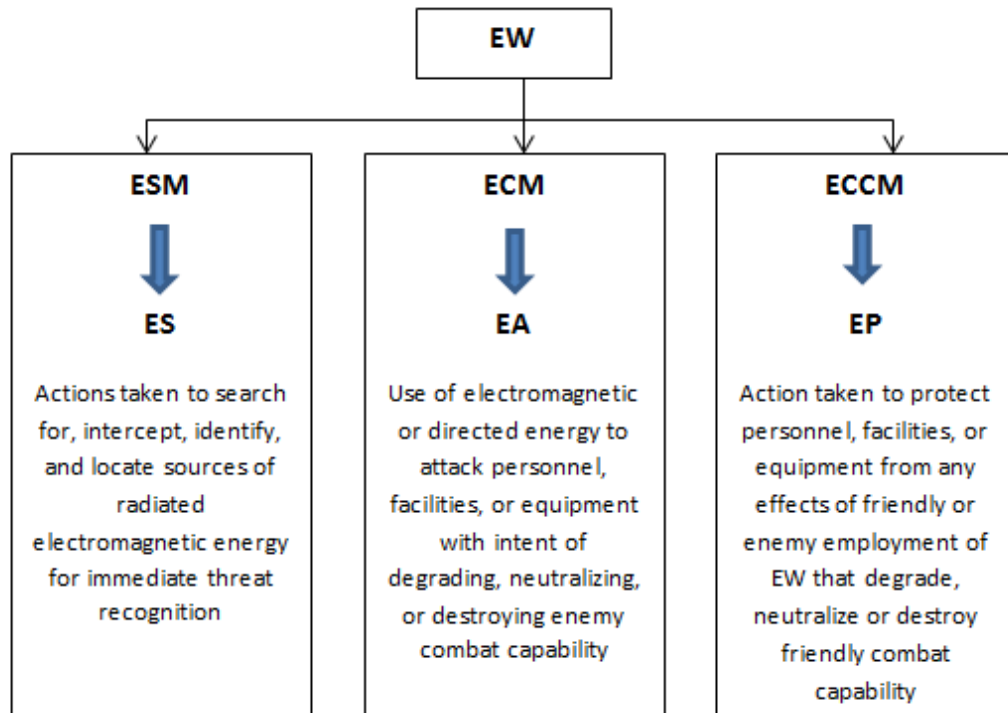 EW
ESM
ES
Actions taken to search
for, intercept, identify,
and locate sources of
radiated
electromagnetic energy
for immediate threat
recognition
ECM
EA
Use of electromagnetic
or directed energy to
attack personnel,
facilities, or equipment
with intent of
degrading, neutralizing,
or destroying enemy
combat capability
ECCM
EP
Action taken to protect
personnel, facilities, or
equipment from any
effects of friendly or
enemy employment of
EW that degrade,
neutralize or destroy
friendly combat
capability